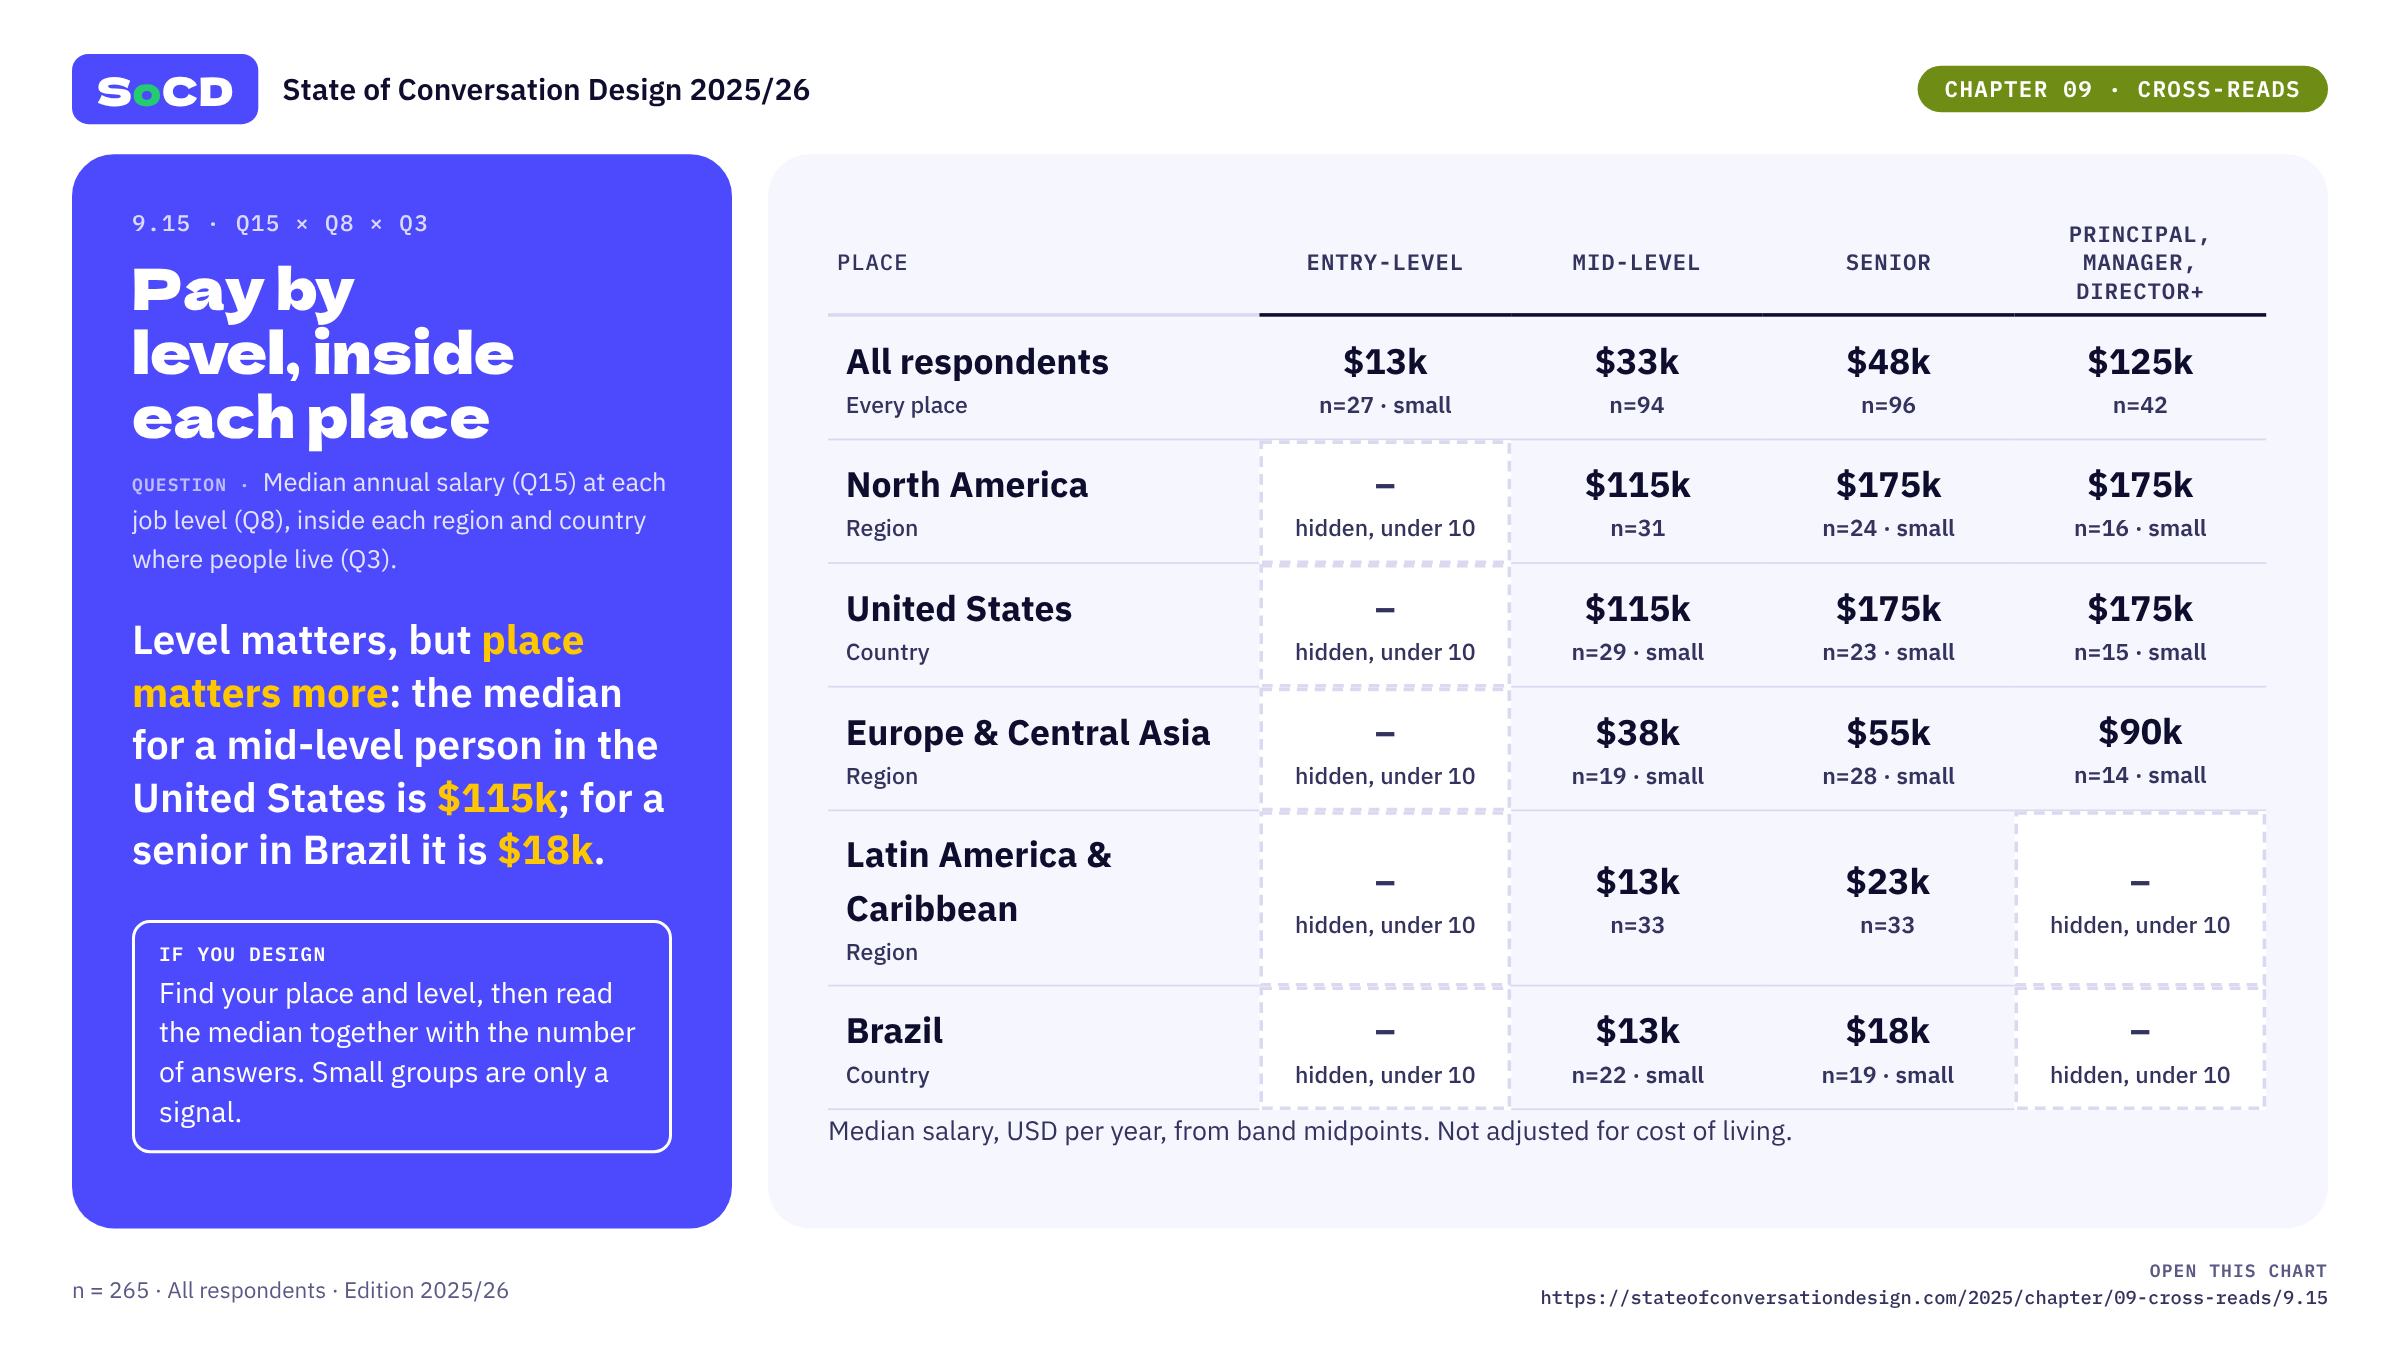 SoCD
State of Conversation Design 2025/26
CHAPTER 09 · CROSS-READS
9.15 · Q15 × Q8 × Q3
Pay by
level, inside
each place
QUESTION · Median annual salary (Q15) at each
job level (Q8), inside each region and country
where people live (Q3).
Level matters, but place
matters more: the median
for a mid-level person in the
United States is $115k; for a
senior in Brazil it is $18k.
IF YOU DESIGN
Find your place and level, then read
the median together with the number
of answers. Small groups are only a
signal.
PLACE ENTRY-LEVEL MID-LEVEL SENIOR PRINCIPAL,
MANAGER,
DIRECTOR+
All respondents $13k $33k $48k $125k
Every place n=27 · small n=94 n=96 n=42
North America – $115k $175k $175k
Region hidden, under 10 n=31 n=24 · small n=16 · small
United States – $115k $175k $175k
Country hidden, under 10 n=29 · small n=23 · small n=15 · small
Europe & Central Asia – $38k $55k $90k
Region hidden, under 10 n=19 · small n=28 · small n=14 · small
Latin America &
Caribbean – $13k $23k –
Region hidden, under 10 n=33 n=33 hidden, under 10
Brazil – $13k $18k –
Country hidden, under 10 n=22 · small n=19 · small hidden, under 10
Median salary, USD per year, from band midpoints. Not adjusted for cost of living.
n = 265 · All respondents · Edition 2025/26
OPEN THIS CHART
https://stateofconversationdesign.com/2025/chapter/09-cross-reads/9.15